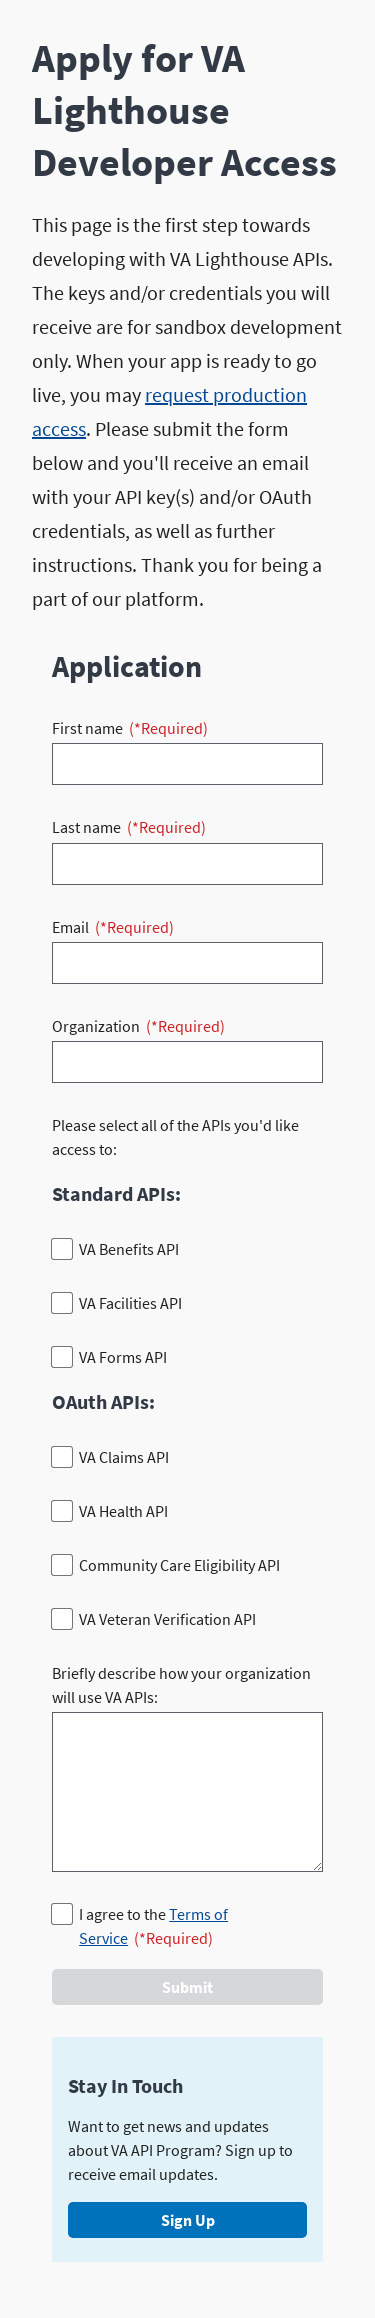 Apply for VA
Lighthouse
Developer Access
This page is the first step towards
developing with VA Lighthouse APIs.
The keys and/or credentials you will
receive are for sandbox development
only. When your app is ready to go
live, you may request production
access. Please submit the form
below and you'll receive an email
with your API key(s) and/or OAuth
credentials, as well as further
instructions. Thank you for being a
part of our platform.
Application
First name (*Required)
Last name (*Required)
Email (*Required)
Organization (*Required)
Please select all of the APIs you'd like
access to:
Standard APIs:
VA Benefits API
VA Facilities API
VA Forms API
OAuth APIs:
VA Claims API
VA Health API
Community Care Eligibility API
VA Veteran Verification API
Briefly describe how your organization
will use VA APIs:
I agree to the Terms of
Service (*Required)
Submit
Stay In Touch
Want to get news and updates
about VA API Program? Sign up to
receive email updates.
Sign Up